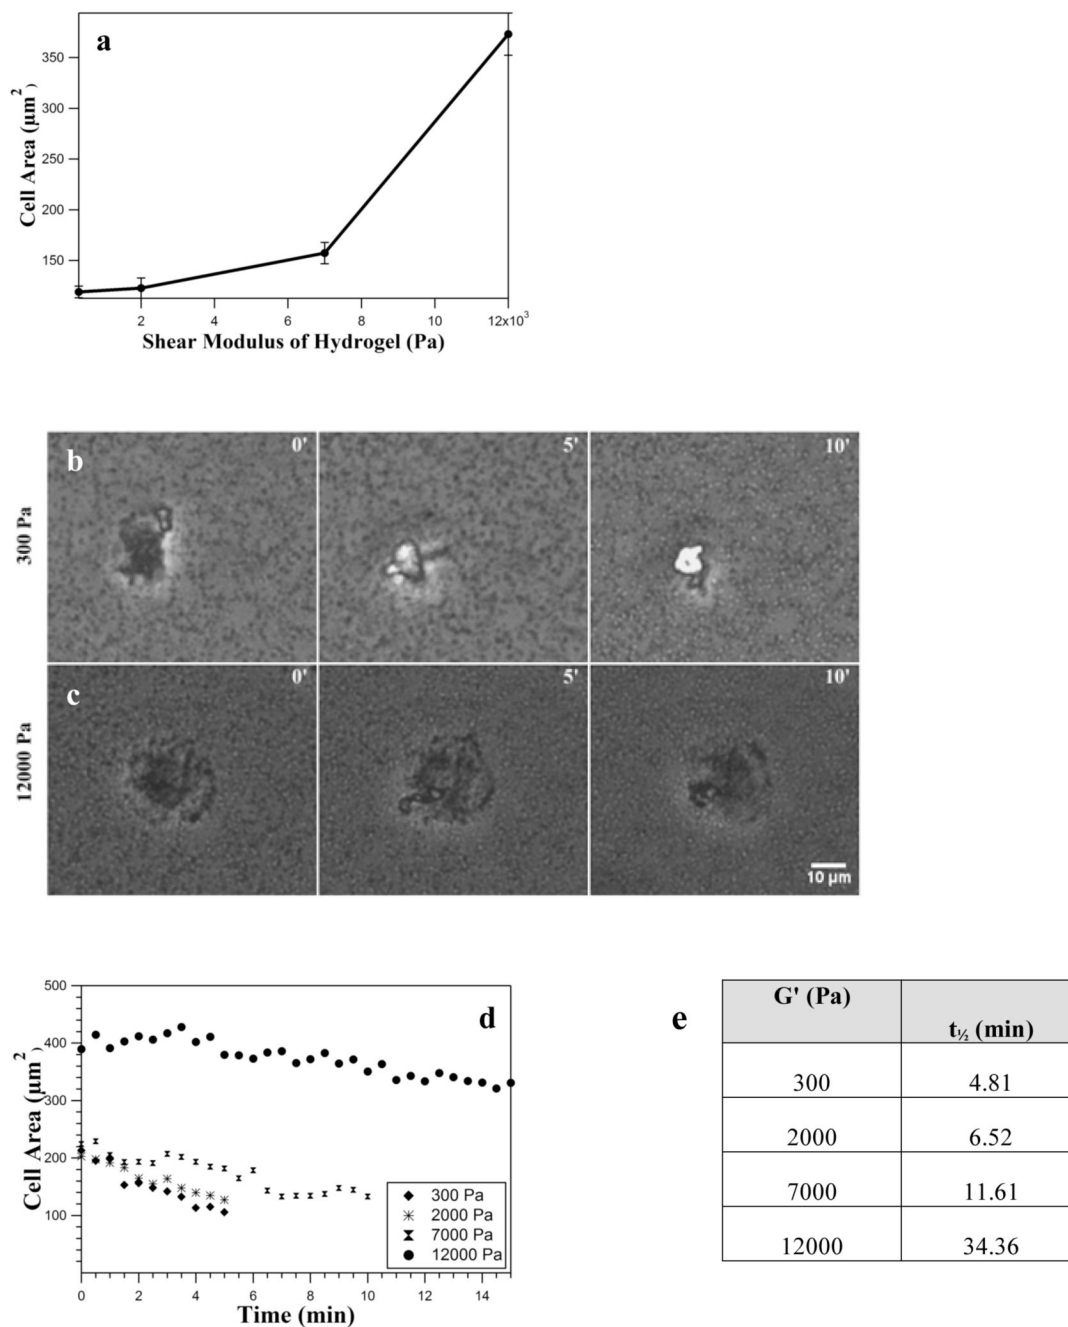 a
350
300
250
200
150
Cell Area (µm²)
2
4
6
8
10
12x10³
Shear Modulus of Hydrogel (Pa)
b
0'
5'
10'
300 Pa
c
0'
5'
10'
12000 Pa
10 µm
d
500
400
300
200
100
Cell Area (µm²)
300 Pa
2000 Pa
7000 Pa
12000 Pa
0
2
4
6
8
10
12
14
Time (min)
e
G' (Pa)
t½ (min)
300 4.81
2000 6.52
7000 11.61
12000 34.36